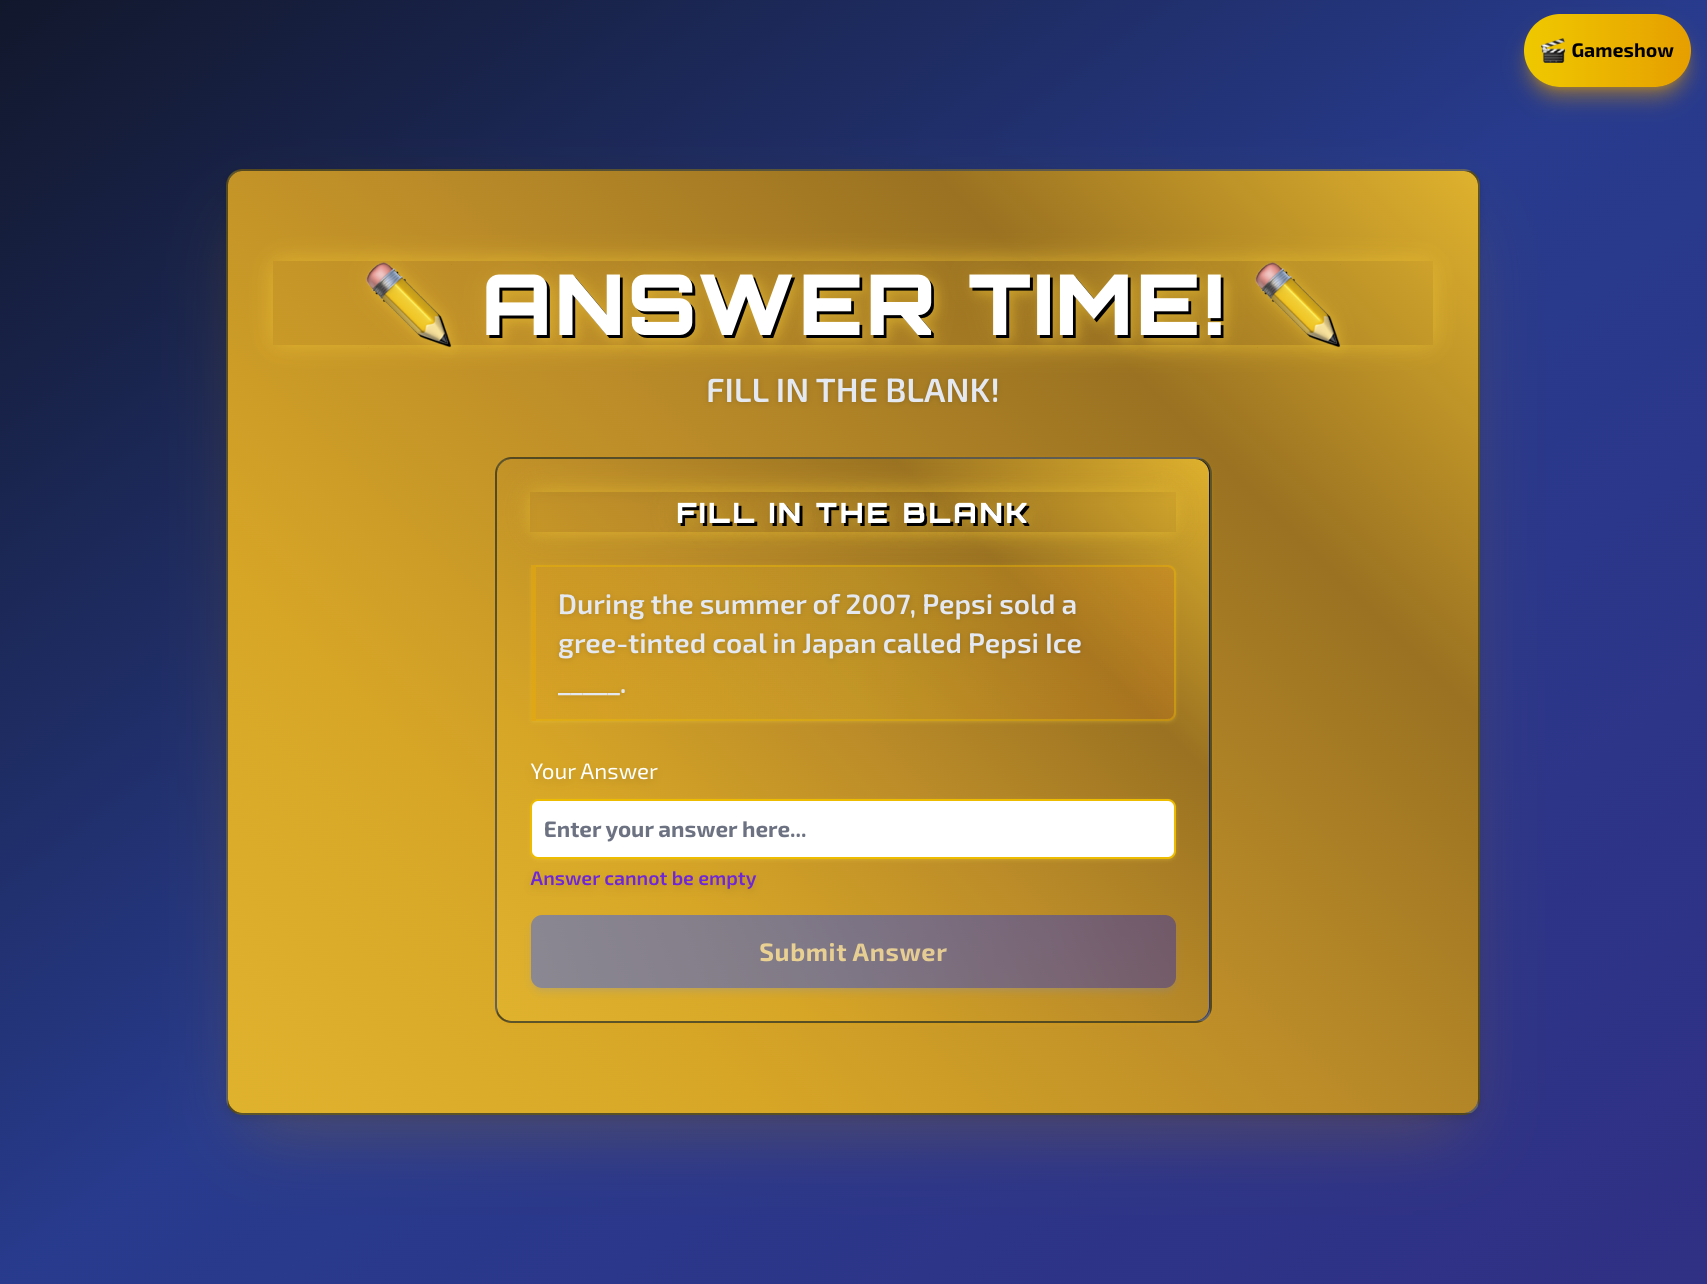 🎬 Gameshow
✏️ ANSWER TIME! ✏️
FILL IN THE BLANK!
FILL IN THE BLANK
During the summer of 2007, Pepsi sold a
gree-tinted coal in Japan called Pepsi Ice
_____.
Your Answer
Enter your answer here...
Answer cannot be empty
Submit Answer